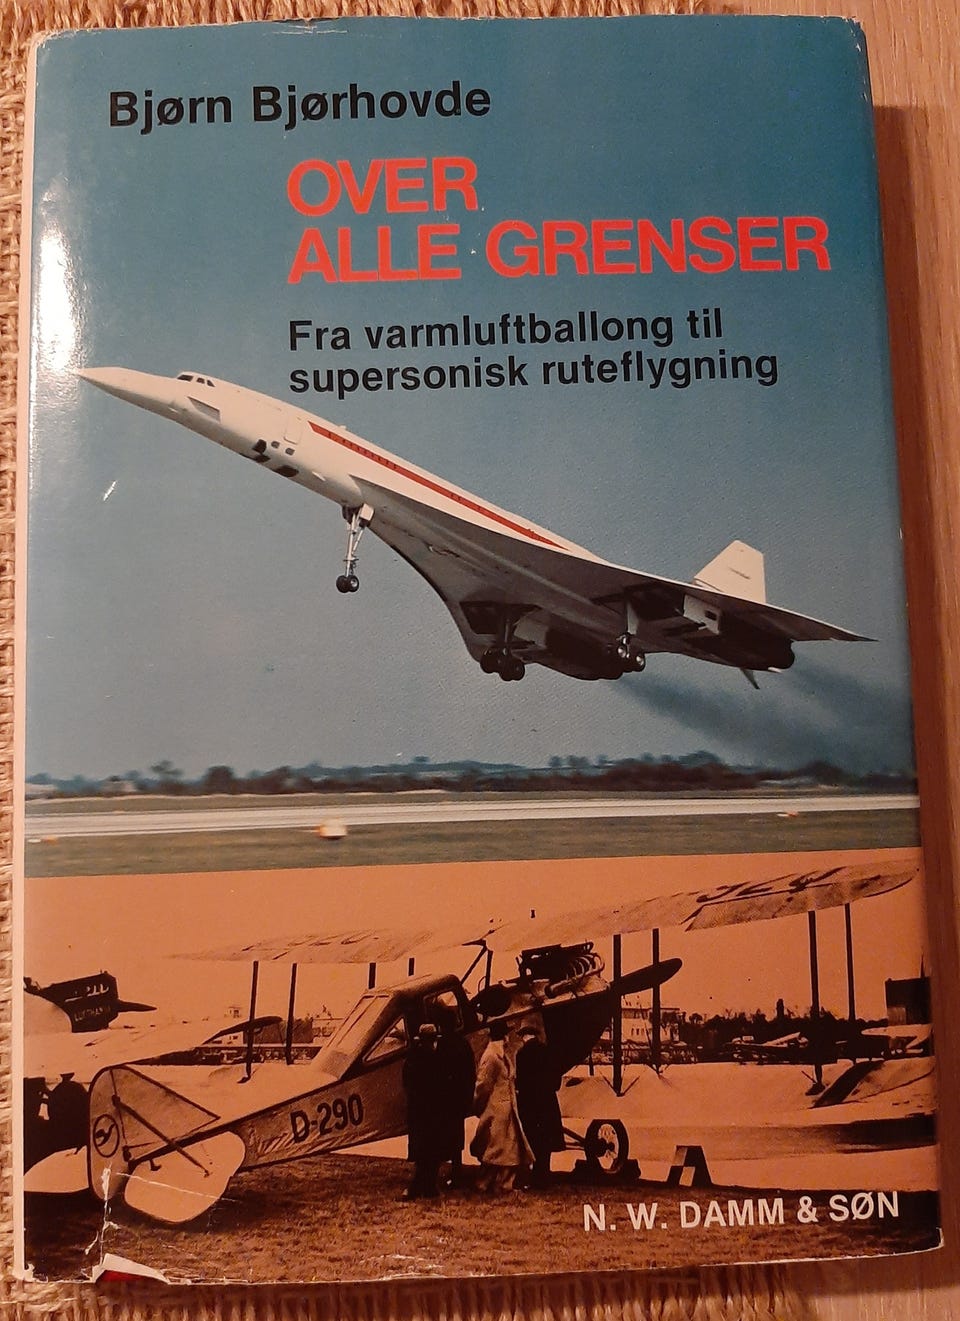 Bjørn Bjørhovde
OVER
ALLE GRENSER
Fra varmluftballong til
supersonisk ruteflygning
D-290
N. W. DAMM & SØN